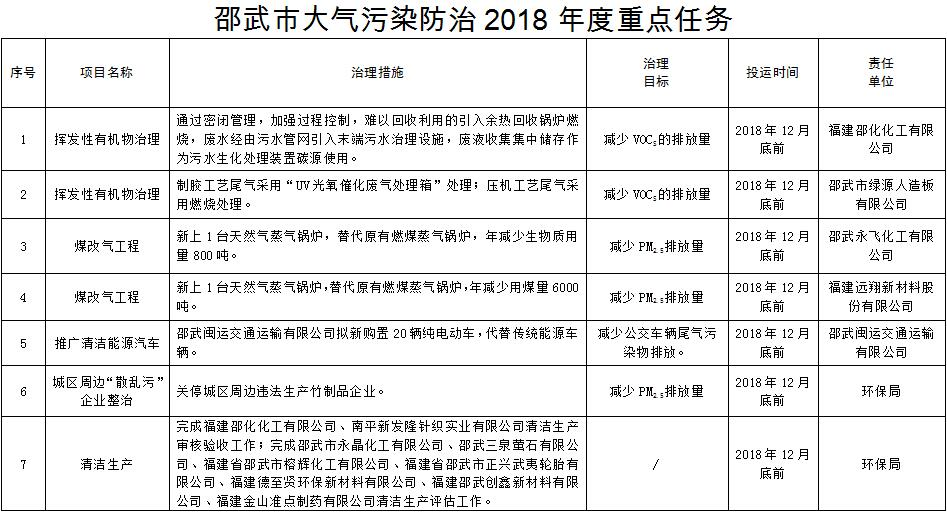 邵武市大气污染防治 2018 年度重点任务
序号
项目名称
治理措施
治理
目标
投运时间
责任
单位
1
挥发性有机物治理
通过密闭管理，加强过程控制，难以回收利用的引入余热回收锅炉燃
烧，废水经由污水管网引入末端污水治理设施，废液收集集中储存作
为污水生化处理装置碳源使用。
减少 VOCs的排放量
2018 年 12 月
底前
福建邵化化工有限
公司
2
挥发性有机物治理
制胶工艺尾气采用“UV 光氧催化废气处理箱”处理；压机工艺尾气采
用燃烧处理。
减少 VOCs的排放量
2018 年 12 月
底前
邵武市绿源人造板
有限公司
3
煤改气工程
新上 1 台天然气蒸气锅炉，替代原有燃煤蒸气锅炉，年减少生物质用
量 800 吨。
减少 PM2.5排放量
2018 年 12 月
底前
邵武永飞化工有限
公司
4
煤改气工程
新上 1 台天然气蒸气锅炉，替代原有燃煤蒸气锅炉，年减少用煤量 6000
吨。
减少 PM2.5排放量
2018 年 12 月
底前
福建远翔新材料股
份有限公司
5
推广清洁能源汽车
邵武闽运交通运输有限公司拟新购置 20 辆纯电动车，代替传统能源车
辆。
减少公交车辆尾气污
染物排放。
2018 年 12 月
底前
邵武闽运交通运输
有限公司
6
城区周边“散乱污”
企业整治
关停城区周边违法生产竹制品企业。
减少 PM2.5排放量
2018 年 12 月
底前
环保局
7
清洁生产
完成福建邵化化工有限公司、南平新发隆针织实业有限公司清洁生产
审核验收工作；完成邵武市永晶化工有限公司、邵武三泉萤石有限公
司、福建省邵武市榕辉化工有限公司、福建省邵武市正兴武夷轮胎有
限公司、福建德至贤环保新材料有限公司、福建邵武创鑫新材料有限
公司、福建金山准点制药有限公司清洁生产评估工作。
/
2018 年 12 月
底前
环保局